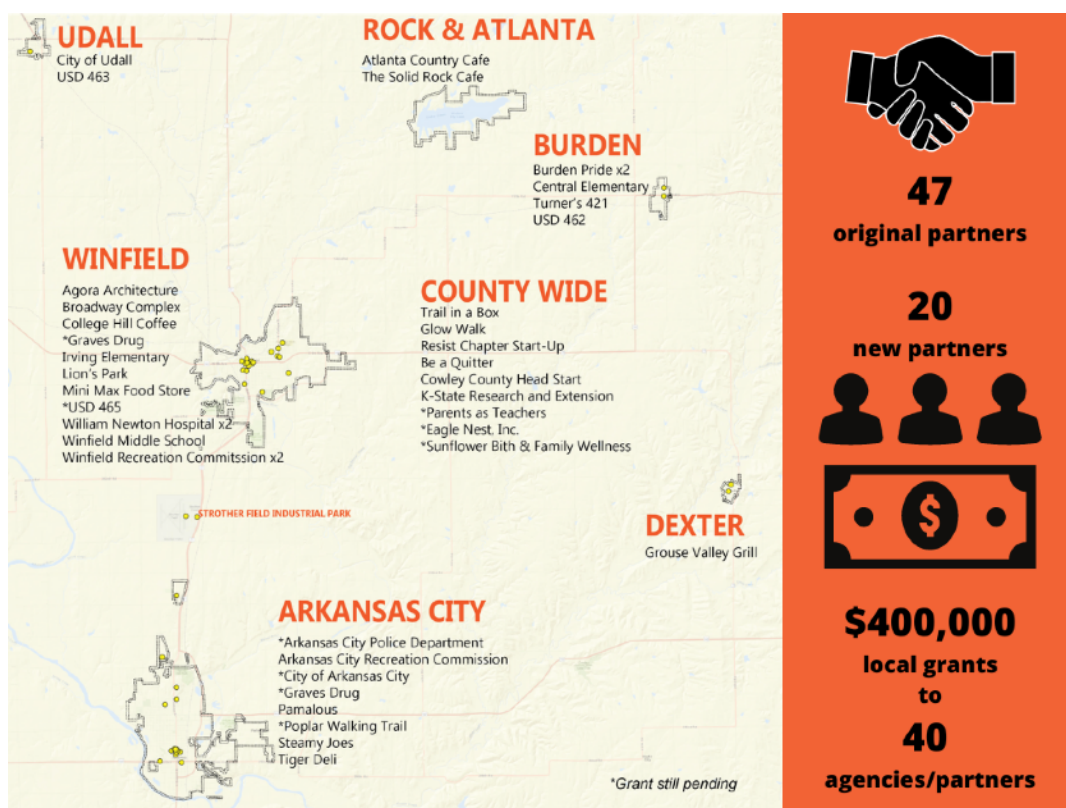 UDALL
City of Udall
USD 463
ROCK & ATLANTA
Atlanta Country Cafe
The Solid Rock Cafe
BURDEN
Burden Pride x2
Central Elementary
Turner's 421
USD 462
WINFIELD
Agora Architecture
Broadway Complex
College Hill Coffee
*Graves Drug
Irving Elementary
Lion's Park
Mini Max Food Store
*USD 465
William Newton Hospital x2
Winfield Middle School
Winfield Recreation Commitssion x2
COUNTY WIDE
Trail in a Box
Glow Walk
Resist Chapter Start-Up
Be a Quitter
Cowley County Head Start
K-State Research and Extension
*Parents as Teachers
*Eagle Nest, Inc.
*Sunflower Bith & Family Wellness
STROTHER FIELD INDUSTRIAL PARK
DEXTER
Grouse Valley Grill
ARKANSAS CITY
*Arkansas City Police Department
Arkansas City Recreation Commission
*City of Arkansas City
*Graves Drug
Pamalous
*Poplar Walking Trail
Steamy Joes
Tiger Deli
*Grant still pending
47
original partners
20
new partners
$
$400,000
local grants
to
40
agencies/partners